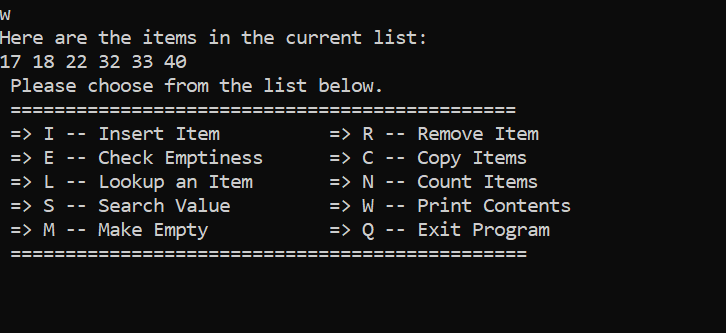 w
Here are the items in the current list:
17 18 22 32 33 40
Please choose from the list below.
==============================================
=> I -- Insert Item          => R -- Remove Item
=> E -- Check Emptiness      => C -- Copy Items
=> L -- Lookup an Item       => N -- Count Items
=> S -- Search Value         => W -- Print Contents
=> M -- Make Empty           => Q -- Exit Program
===============================================